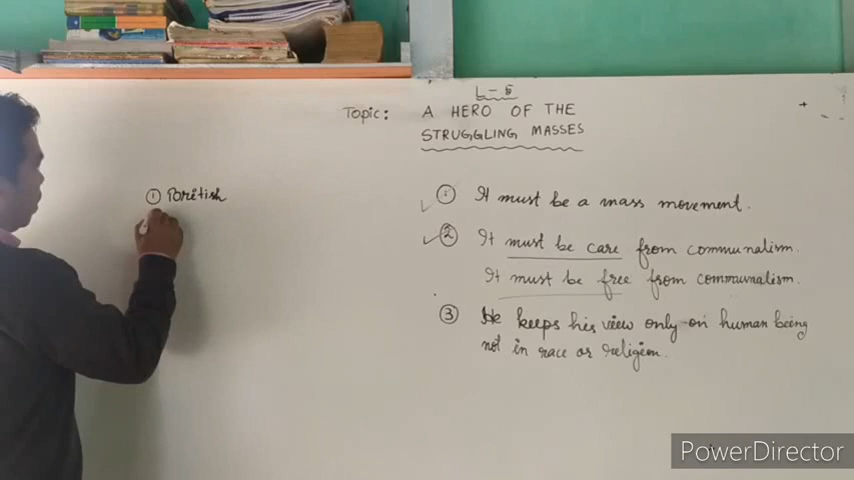 L-5
Topic: A HERO OF THE
STRUGGLING MASSES
① British
① It must be a mass movement.
② It must be care from communalism.
It must be free from communalism.
③ He keeps his view only on human being
not in race or religion.
PowerDirector